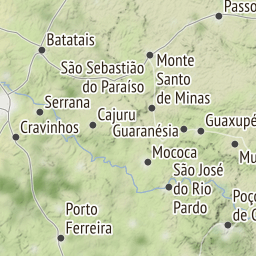 Passo
Batatais
Monte
Santo
de Minas
São Sebastião
do Paraíso
Serrana
Cajuru
Guaranésia
Guaxupé
Cravinhos
Mococa
Mu
São José
do Rio
Pardo
Poço
de C
Porto
Ferreira